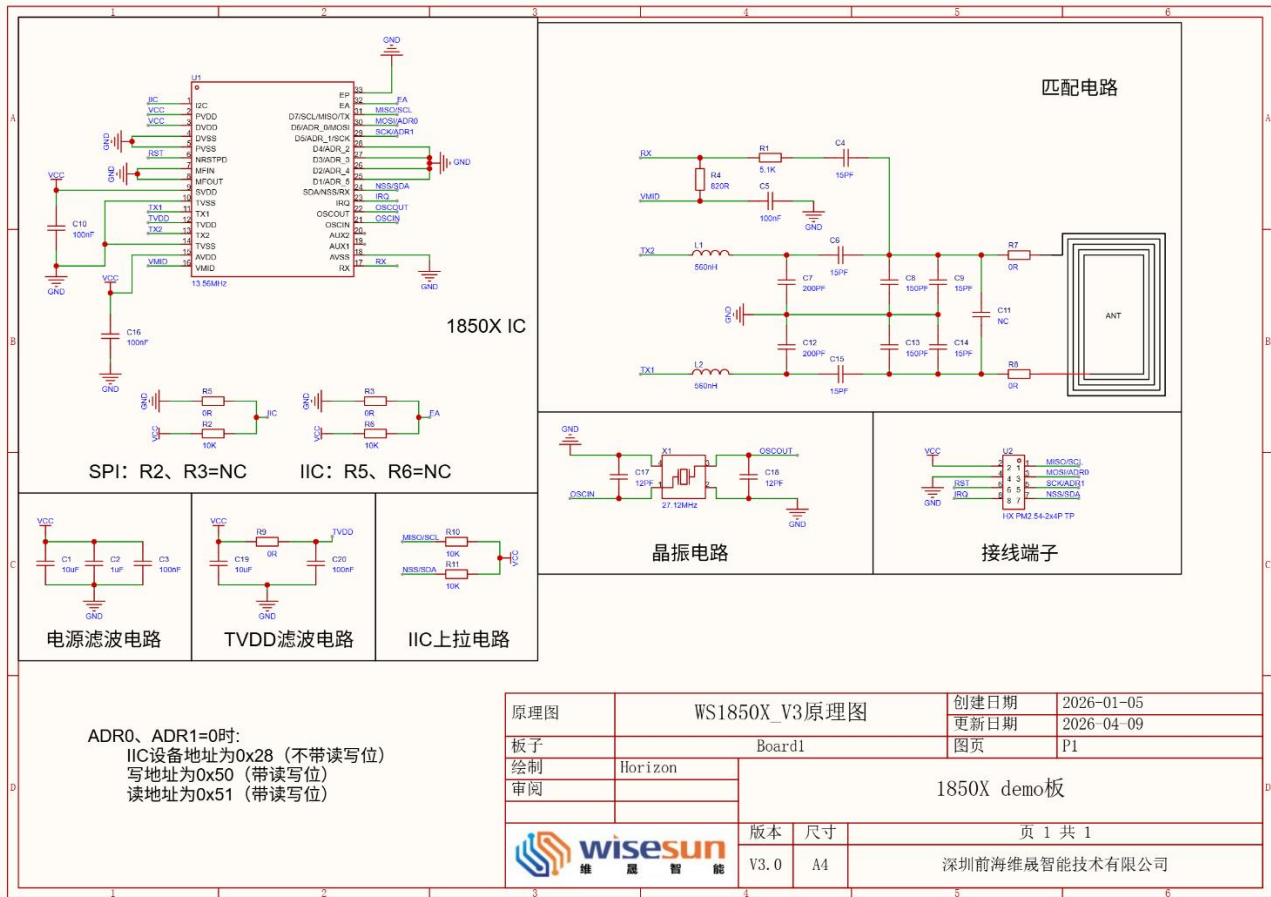 1 2 3 4 5 6
A
B
C
D
U1
IIC 1 I2C
VCC 2 PVDD
VCC 3 DVDD
4 DVSS
5 PVSS
RST 6 NRSTPD
7 MFIN
8 MFOUT
9 SVDD
10 TVSS
TX1 11 TX1
TVDD 12 TVDD
TX2 13 TX2
14 TVSS
15 AVDD
VMID 16 VMID
EP 33
EA 32 EA
D7/SCL/MISO/TX 31 MISO/SCL
D6/ADR_0/MOSI 30 MOSI/ADR0
D5/ADR_1/SCK 29 SCK/ADR1
D4/ADR_2 28
D3/ADR_3 27
D2/ADR_4 26
D1/ADR_5 25
SDA/NSS/RX 24 NSS/SDA
IRQ 23 IRQ
OSCOUT 22 OSCOUT
OSCIN 21 OSCIN
AUX2 20
AUX1 19
AVSS 18
RX 17 RX
13.56MHz
GND
GND
GND
GND
GND
VCC
C10
100nF
GND
VCC
C16
100nF
GND
1850X IC
GND R5 0R
VCC R2 10K
IIC
GND R3 0R
VCC R6 10K
EA
SPI：R2、R3=NC IIC：R5、R6=NC
匹配电路
RX
R1
5.1K
C4
15PF
R4
820R
VMID
C5
100nF
GND
TX2
L1
560nH
C6
15PF
R7
0R
C7
200PF
C8
150PF
C9
15PF
GND
C11
NC
ANT
C12
200PF
C13
150PF
C14
15PF
TX1
L2
560nH
C15
15PF
R8
0R
GND
X1
OSCOUT
C17
12PF
4 3
1 2
C18
12PF
OSCIN
27.12MHz
GND
晶振电路
U2
VCC 2 1 MISO/SCL
4 3 MOSI/ADR0
RST 6 5 SCK/ADR1
IRQ 8 7 NSS/SDA
GND
HX PM2.54-2x4P TP
接线端子
VCC
C1
10uF
C2
1uF
C3
100nF
GND
电源滤波电路
VCC
R9
0R
TVDD
C19
10uF
C20
100nF
GND
TVDD滤波电路
MISO/SCL R10
10K
NSS/SDA R11
10K
VCC
IIC上拉电路
ADR0、ADR1=0时:
IIC设备地址为0x28（不带读写位）
写地址为0x50（带读写位）
读地址为0x51（带读写位）
原理图 WS1850X_V3原理图 创建日期 2026-01-05
更新日期 2026-04-09
板子 Board1 图页 P1
绘制 Horizon
审阅
1850X demo板
wisesun
维晟智能
版本 尺寸 页 1 共 1
V3.0 A4 深圳前海维晟智能技术有限公司
1 2 3 4 5 6